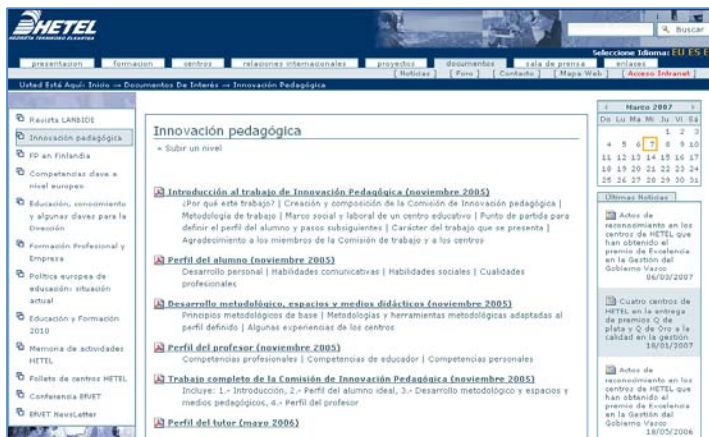 HETEL
HEZIKETA TEKNIKOKO ELKARTEA
Buscar
Seleccione Idioma: EU ES E
presentacion formacion centros relaciones internacionales proyectos documentos sala de prensa enlaces
[ Noticias ] [ Foro ] [ Contacto ] [ Mapa Web ] [ Acceso Intranet ]
Usted Está Aquí: Inicio → Documentos De Interés → Innovación Pedagógica
Revista LANBIDE
Innovación pedagógica
FP en Finlandia
Competencias clave a
nivel europeo
Educación, conocimiento
y algunas claves para la
Dirección
Formación Profesional y
Empresa
Política europea de
educación: situación
actual
Educación y Formación
2010
Memoria de actividades
HETEL
Folleto de centros HETEL
Conferencia EfVET
EfVET NewsLetter
Innovación pedagógica
Subir un nivel
Introducción al trabajo de Innovación Pedagógica (noviembre 2005)
¿Por qué este trabajo? | Creación y composición de la Comisión de Innovación pedagógica |
Metodología de trabajo | Marco social y laboral de un centro educativo | Punto de partida para
definir el perfil del alumno y pasos subsiguientes | Carácter del trabajo que se presenta |
Agradecimiento a los miembros de la Comisión de trabajo y a los centros
Perfil del alumno (noviembre 2005)
Desarrollo personal | Habilidades comunicativas | Habilidades sociales | Cualidades
profesionales
Desarrollo metodológico, espacios y medios didácticos (noviembre 2005)
Principios metodológicos de base | Metodologías y herramientas metodológicas adaptadas al
perfil definido | Algunas experiencias de los centros
Perfil del profesor (noviembre 2005)
Competencias profesionales | Competencias de educador | Competencias personales
Trabajo completo de la Comisión de Innovación Pedagógica (noviembre 2005)
Incluye: 1.- Introducción, 2.- Perfil del alumno ideal, 3.- Desarrollo metodológico y espacios y
medios pedagógicos, 4.- Perfil del profesor
Perfil del tutor (mayo 2006)
Marzo 2007
Do Lu Ma Mi Ju Vi Sá
1 2 3
4 5 6 7 8 9 10
11 12 13 14 15 16 17
18 19 20 21 22 23 24
25 26 27 28 29 30 31
Últimas Noticias
Actos de
reconocimiento en los
centros de HETEL que
han obtenido el
premio de Excelencia
en la Gestión del
Gobierno Vasco
06/03/2007
Cuatro centros de
HETEL en la entrega
de premios Q de
plata y Q de Oro a la
calidad en la gestión
18/01/2007
Actos de
reconocimiento en los
centros de HETEL que
han obtenido el
premio de Excelencia
en la Gestión del
Gobierno Vasco
18/05/2006